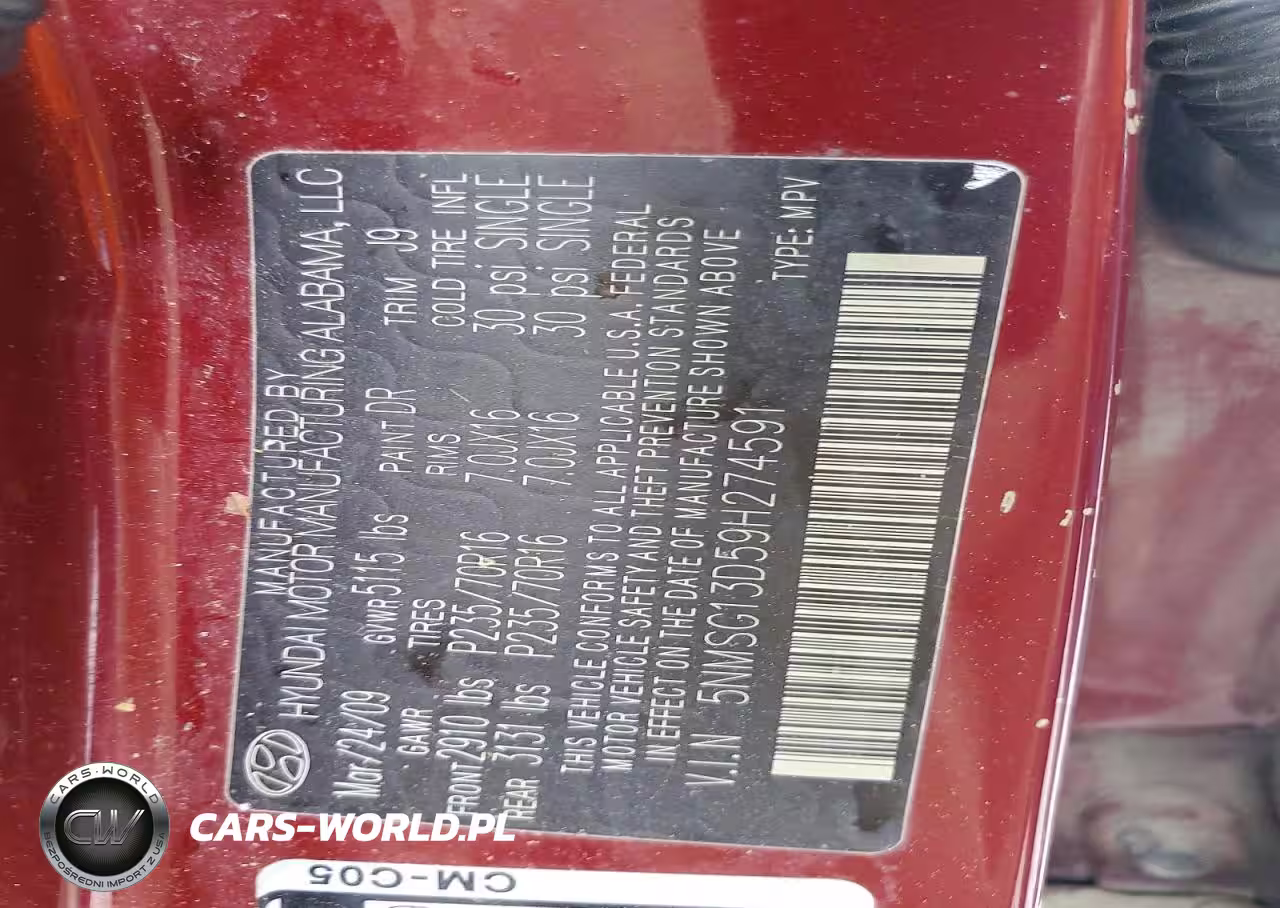 MANUFACTURED BY
HYUNDAI MOTOR MANUFACTURING ALABAMA, LLC
Mar/24/09 GVWR 5115 lbs PAINT DR TRIM J9
GAWR TIRES RIMS COLD TIRE INFL
FRONT 2910 lbs P235/70R16 7.0JX16 30 psi SINGLE
REAR 3131 lbs P235/70R16 7.0JX16 30 psi SINGLE
THIS VEHICLE CONFORMS TO ALL APPLICABLE U.S.A. FEDERAL
MOTOR VEHICLE SAFETY AND THEFT PREVENTION STANDARDS
IN EFFECT ON THE DATE OF MANUFACTURE SHOWN ABOVE
V.I.N 5NMSG13D59H274591 TYPE: MPV
CM-C05
CARS-WORLD
CW
BEZPOŚREDNI IMPORT Z USA
CARS-WORLD.PL